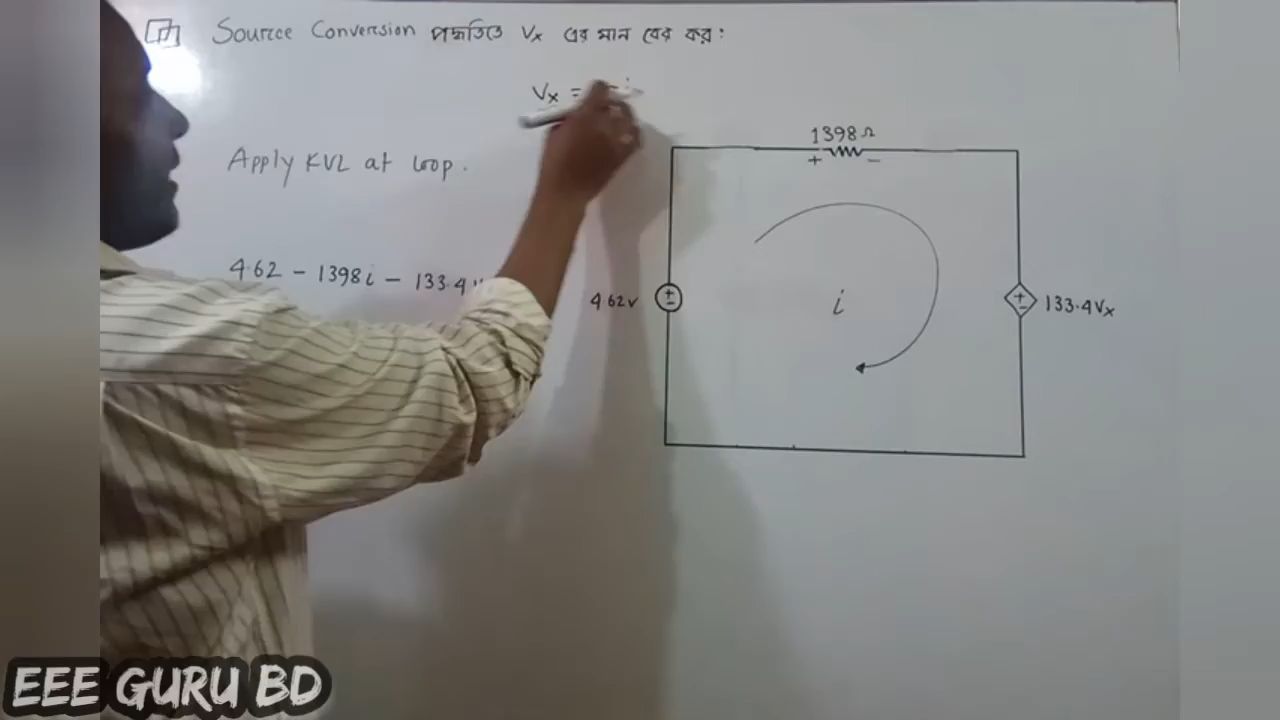 Source Conversion পদ্ধতিতে Vx এর মান বের কর:
Vx =
Apply KVL at loop.
4.62 - 1398i - 133.4
1398Ω
+ -
4.62v
+
-
i
+
-
133.4Vx
EEE GURU BD